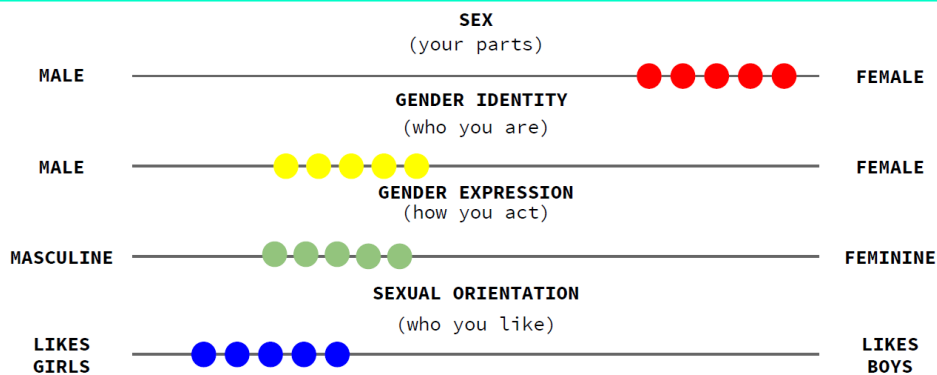 SEX
(your parts)
MALE
FEMALE
GENDER IDENTITY
(who you are)
MALE
FEMALE
GENDER EXPRESSION
(how you act)
MASCULINE
FEMININE
SEXUAL ORIENTATION
(who you like)
LIKES
GIRLS
LIKES
BOYS